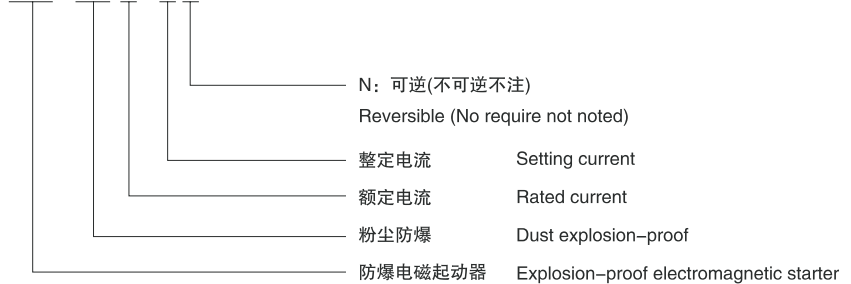 N：可逆(不可逆不注)
Reversible (No require not noted)
整定电流 Setting current
额定电流 Rated current
粉尘防爆 Dust explosion-proof
防爆电磁起动器 Explosion-proof electromagnetic starter